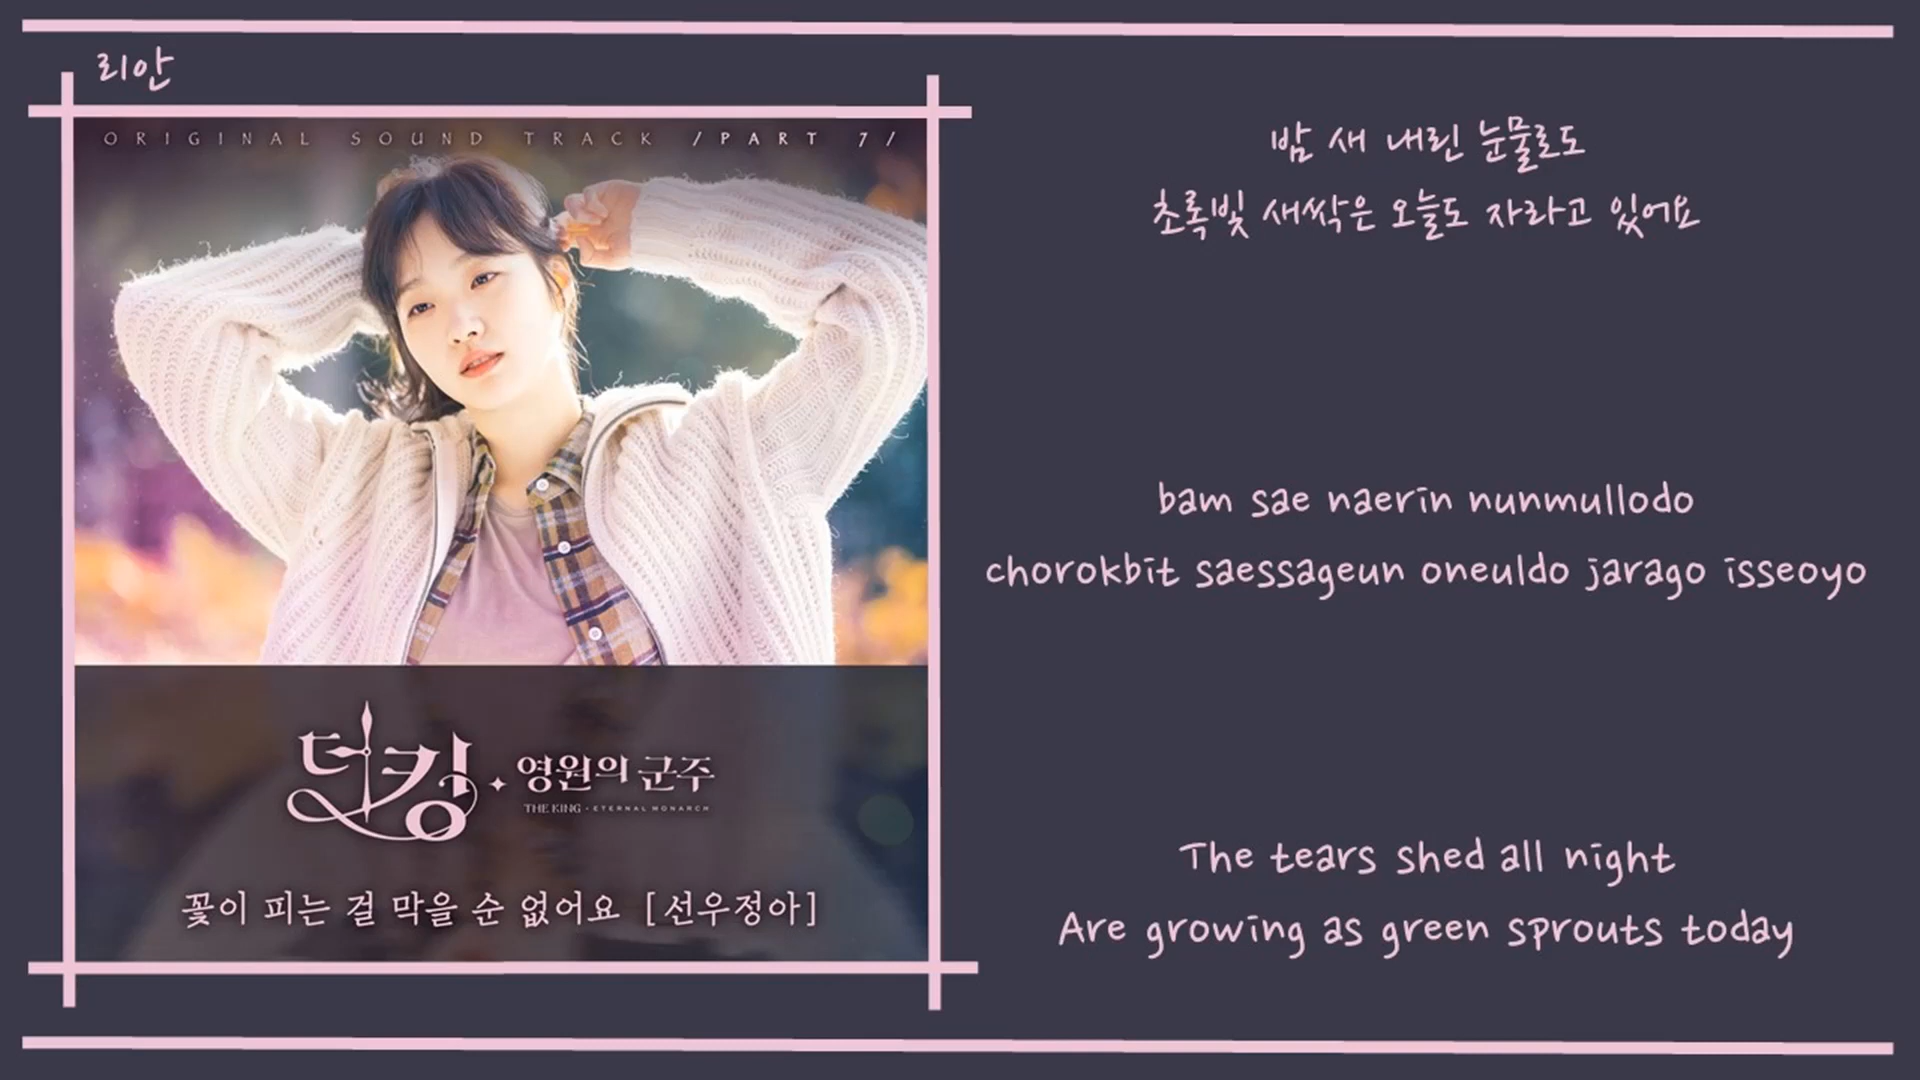 리안
ORIGINAL SOUND TRACK /PART 7/
더킹 영원의 군주
THE KING · ETERNAL MONARCH
꽃이 피는 걸 막을 순 없어요 [선우정아]
밤 새 내린 눈물로도
초록빛 새싹은 오늘도 자라고 있어요
bam sae naerin nunmullodo
chorokbit saessageun oneuldo jarago isseoyo
The tears shed all night
Are growing as green sprouts today